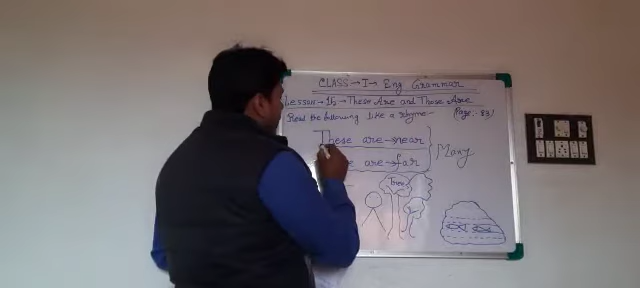 CLASS → I → Eng Grammar
Lesson → 16 → These Are and Those Are
Read the following like a rhyme - Page:- 83
These are → near
are → far
Many
Tree